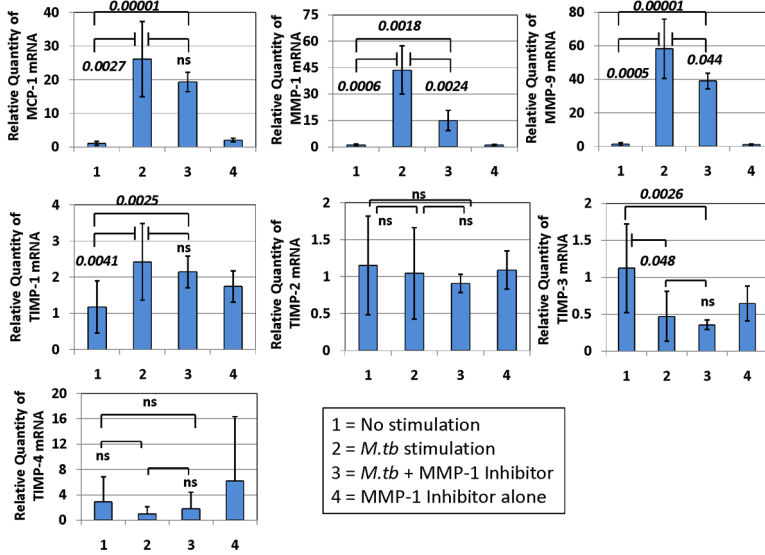 Relative Quantity of
MCP-1 mRNA
40
30
20
10
0
0.00001
0.0027
ns
1 2 3 4
Relative Quantity of
MMP-1 mRNA
75
60
45
30
15
0
0.0018
0.0006
0.0024
1 2 3 4
Relative Quantity of
MMP-9 mRNA
80
60
40
20
0
0.00001
0.0005
0.044
1 2 3 4
Relative Quantity of
TIMP-1 mRNA
4
3
2
1
0
0.0025
0.0041
ns
1 2 3 4
Relative Quantity of
TIMP-2 mRNA
2
1.5
1
0.5
0
ns
ns
ns
1 2 3 4
Relative Quantity of
TIMP-3 mRNA
2
1.5
1
0.5
0
0.0026
0.048
ns
1 2 3 4
Relative Quantity of
TIMP-4 mRNA
20
16
12
8
4
0
ns
ns
ns
1 2 3 4
1 = No stimulation
2 = M.tb stimulation
3 = M.tb + MMP-1 Inhibitor
4 = MMP-1 Inhibitor alone